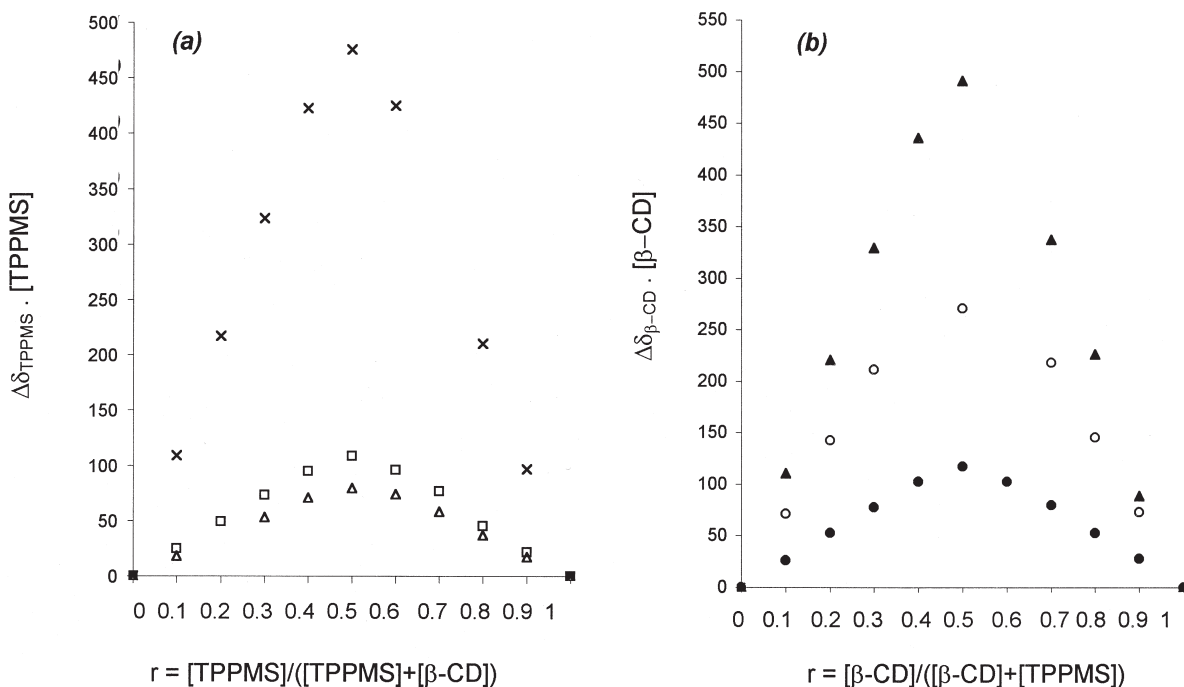 (a)
500
450
400
350
300
250
200
150
100
50
0
ΔδTPPMS · [TPPMS]
0 0.1 0.2 0.3 0.4 0.5 0.6 0.7 0.8 0.9 1
r = [TPPMS]/([TPPMS]+[β-CD])
(b)
550
500
450
400
350
300
250
200
150
100
50
0
Δδβ−CD · [β−CD]
0 0.1 0.2 0.3 0.4 0.5 0.6 0.7 0.8 0.9 1
r = [β-CD]/([β-CD]+[TPPMS])